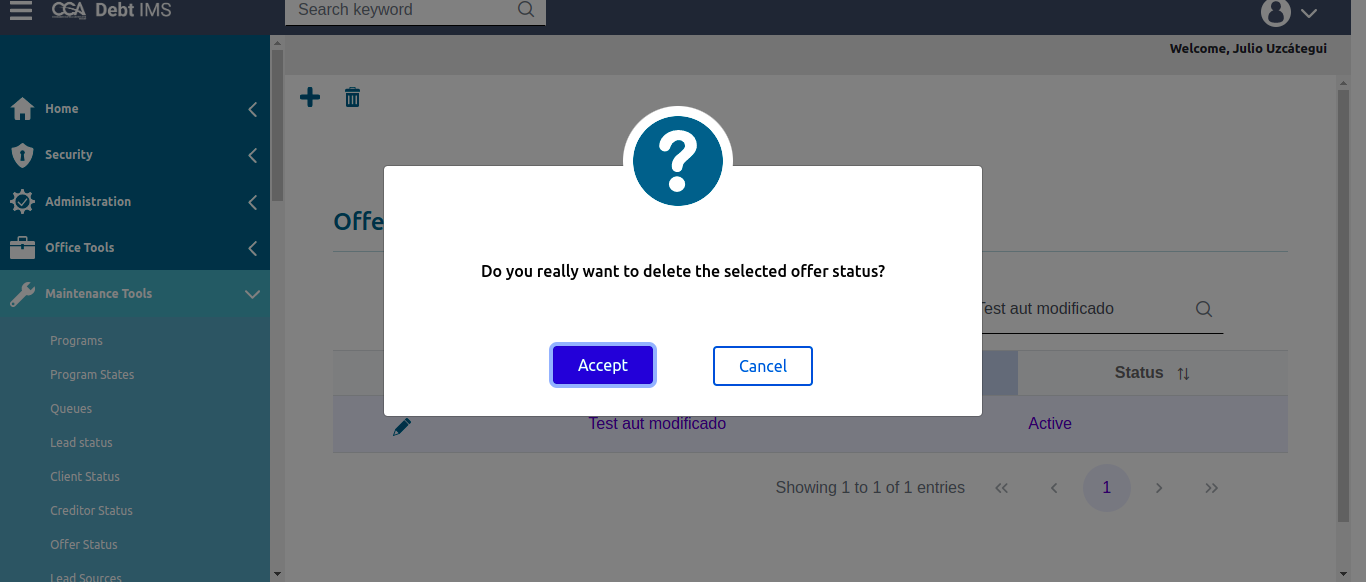 CGA Debt IMS
Search keyword
Welcome, Julio Uzcátegui
Home
Security
Administration
Office Tools
Maintenance Tools
Programs
Program States
Queues
Lead status
Client Status
Creditor Status
Offer Status
Lead Sources
Offe
?
Do you really want to delete the selected offer status?
Accept
Cancel
Test aut modificado
Status
Test aut modificado
Active
Showing 1 to 1 of 1 entries
1